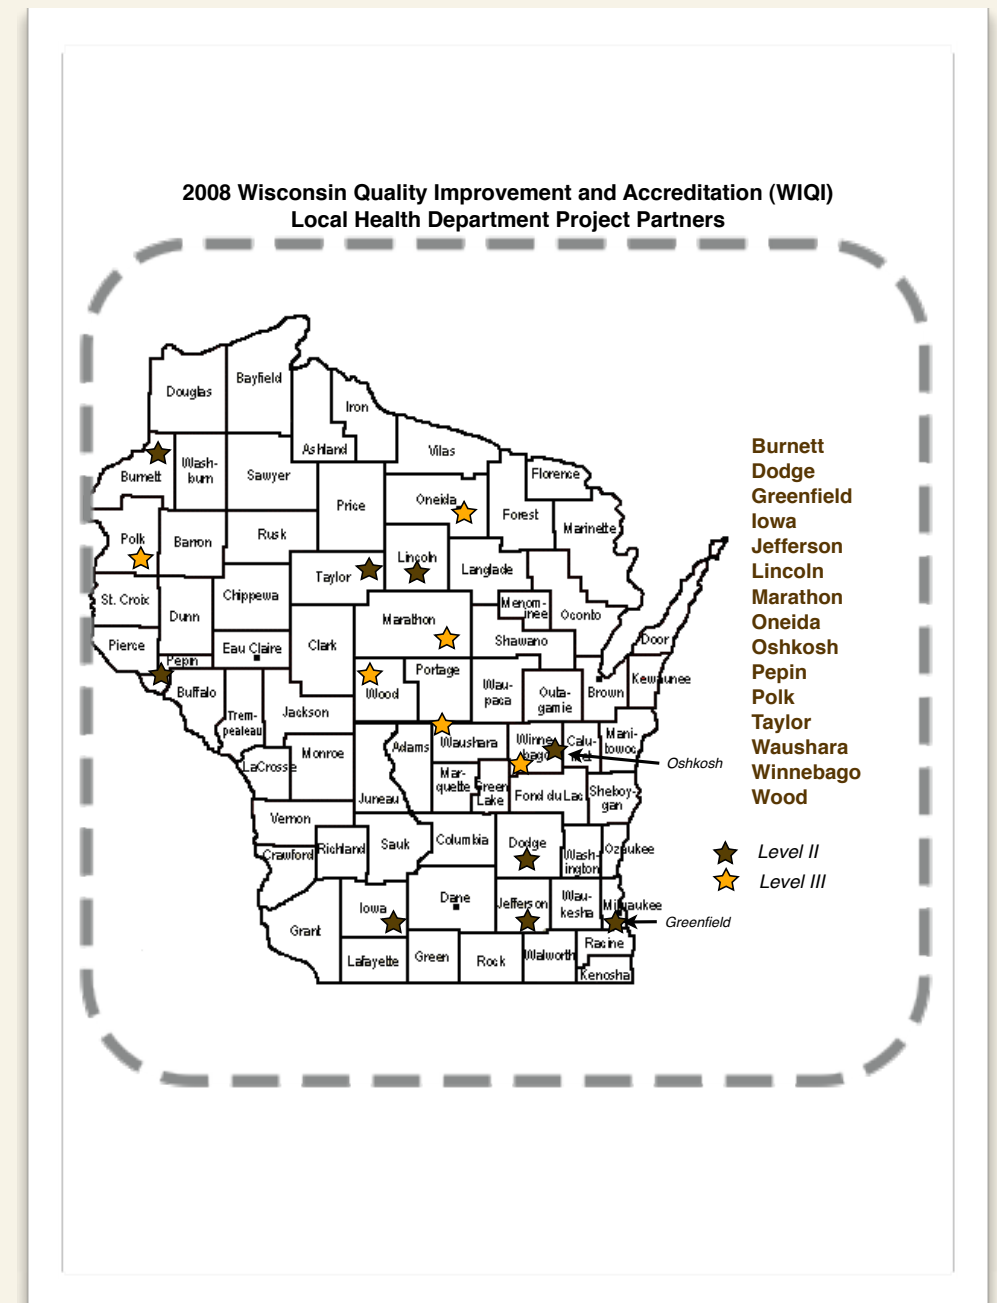 2008 Wisconsin Quality Improvement and Accreditation (WIQI)
Local Health Department Project Partners
Douglas
Bayfield
Iron
Ashland
Vilas
Burnett
Wash-
burn
Sawyer
Price
Oneida
Florence
Forest
Marinette
Polk
Barron
Rusk
Taylor
Lincoln
Langlade
St. Croix
Dunn
Chippewa
Clark
Marathon
Menom-
inee
Oconto
Shawano
Door
Pierce
Pepin
Eau Claire
Buffalo
Trem-
pealeau
Jackson
Wood
Portage
Wau-
paca
Outa-
gamie
Brown
Kewaunee
LaCrosse
Monroe
Juneau
Adams
Waushara
Winne-
bago
Calu-
met
Mani-
towoc
Oshkosh
Mar-
quette
Green
Lake
Fond du Lac
Sheboy-
gan
Vernon
Crawford
Richland
Sauk
Columbia
Dodge
Wash-
ington
Ozaukee
Grant
Iowa
Dane
Jefferson
Wau-
kesha
Milwaukee
Greenfield
Lafayette
Green
Rock
Walworth
Racine
Kenosha
Burnett
Dodge
Greenfield
Iowa
Jefferson
Lincoln
Marathon
Oneida
Oshkosh
Pepin
Polk
Taylor
Waushara
Winnebago
Wood
Level II
Level III